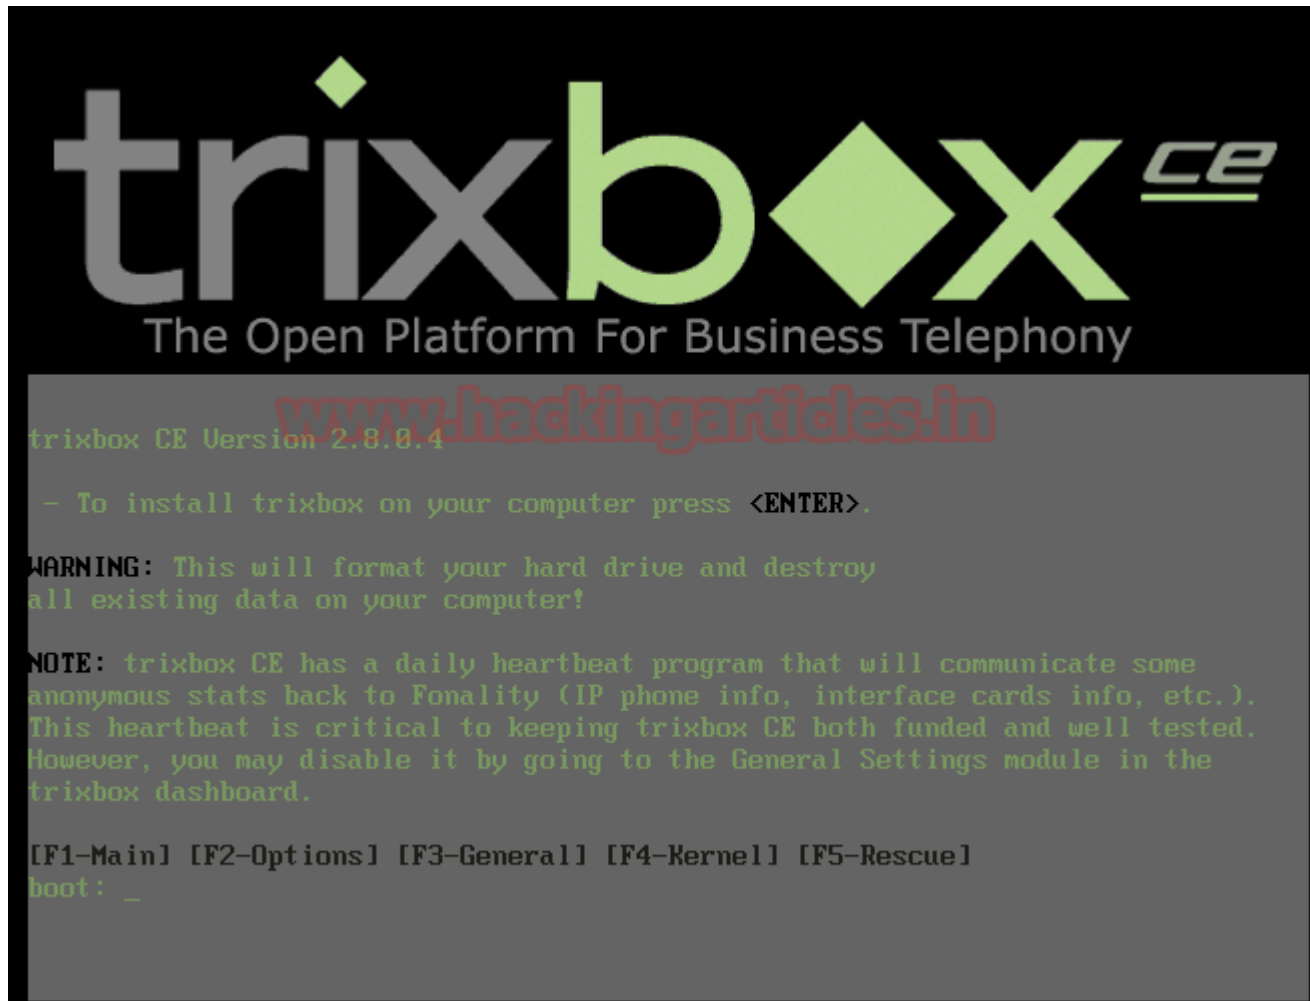 trixbox ce
The Open Platform For Business Telephony
www.hackingarticles.in
trixbox CE Version 2.8.0.4
- To install trixbox on your computer press <ENTER>.
WARNING: This will format your hard drive and destroy
all existing data on your computer!
NOTE: trixbox CE has a daily heartbeat program that will communicate some
anonymous stats back to Fonality (IP phone info, interface cards info, etc.).
This heartbeat is critical to keeping trixbox CE both funded and well tested.
However, you may disable it by going to the General Settings module in the
trixbox dashboard.
[F1-Main] [F2-Options] [F3-General] [F4-Kernel] [F5-Rescue]
boot: _